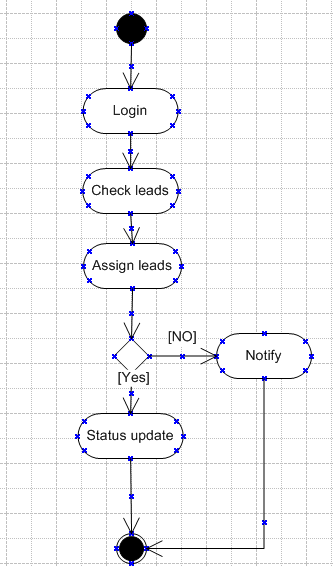 Login
Check leads
Assign leads
[NO]
Notify
[Yes]
Status update